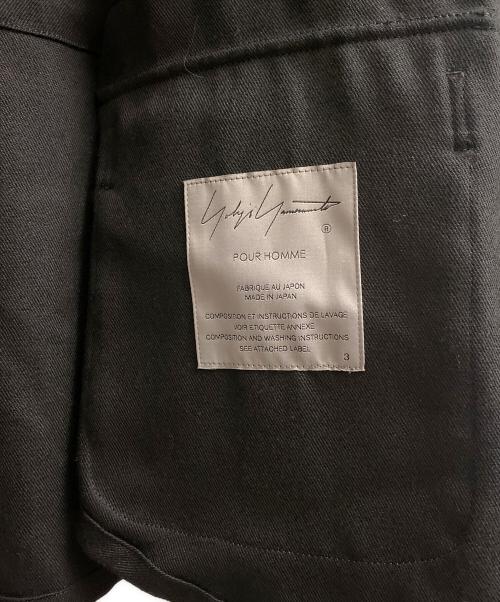 Yohji Yamamoto
®
POUR HOMME
FABRIQUE AU JAPON
MADE IN JAPAN
COMPOSITION ET INSTRUCTIONS DE LAVAGE
VOIR ETIQUETTE ANNEXE
COMPOSITION AND WASHING INSTRUCTIONS
SEE ATTACHED LABEL
3